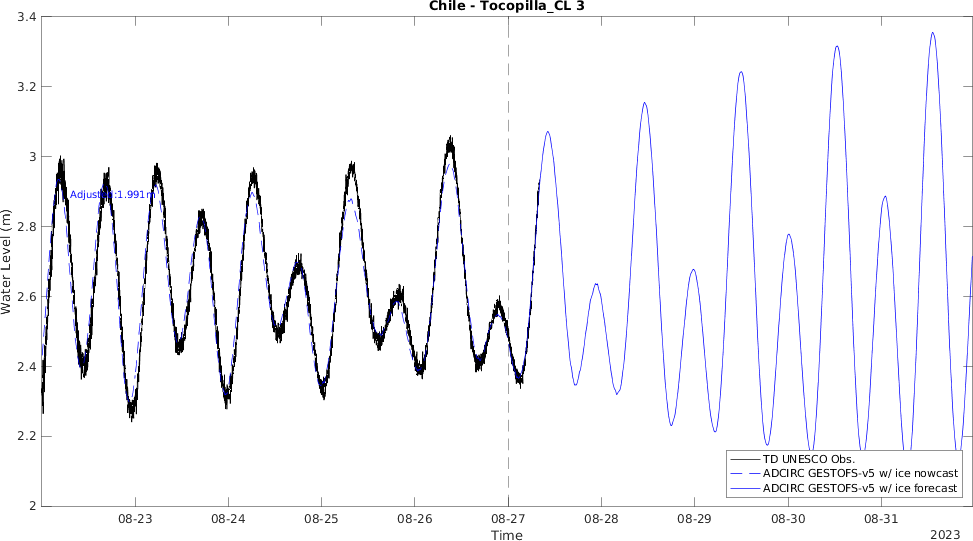 Chile - Tocopilla_CL 3
3.4
3.2
3
2.8
2.6
2.4
2.2
2
Water Level (m)
Adjusted:1.991m
08-23
08-24
08-25
08-26
08-27
08-28
08-29
08-30
08-31
Time
2023
TD UNESCO Obs.
ADCIRC GESTOFS-v5 w/ ice nowcast
ADCIRC GESTOFS-v5 w/ ice forecast